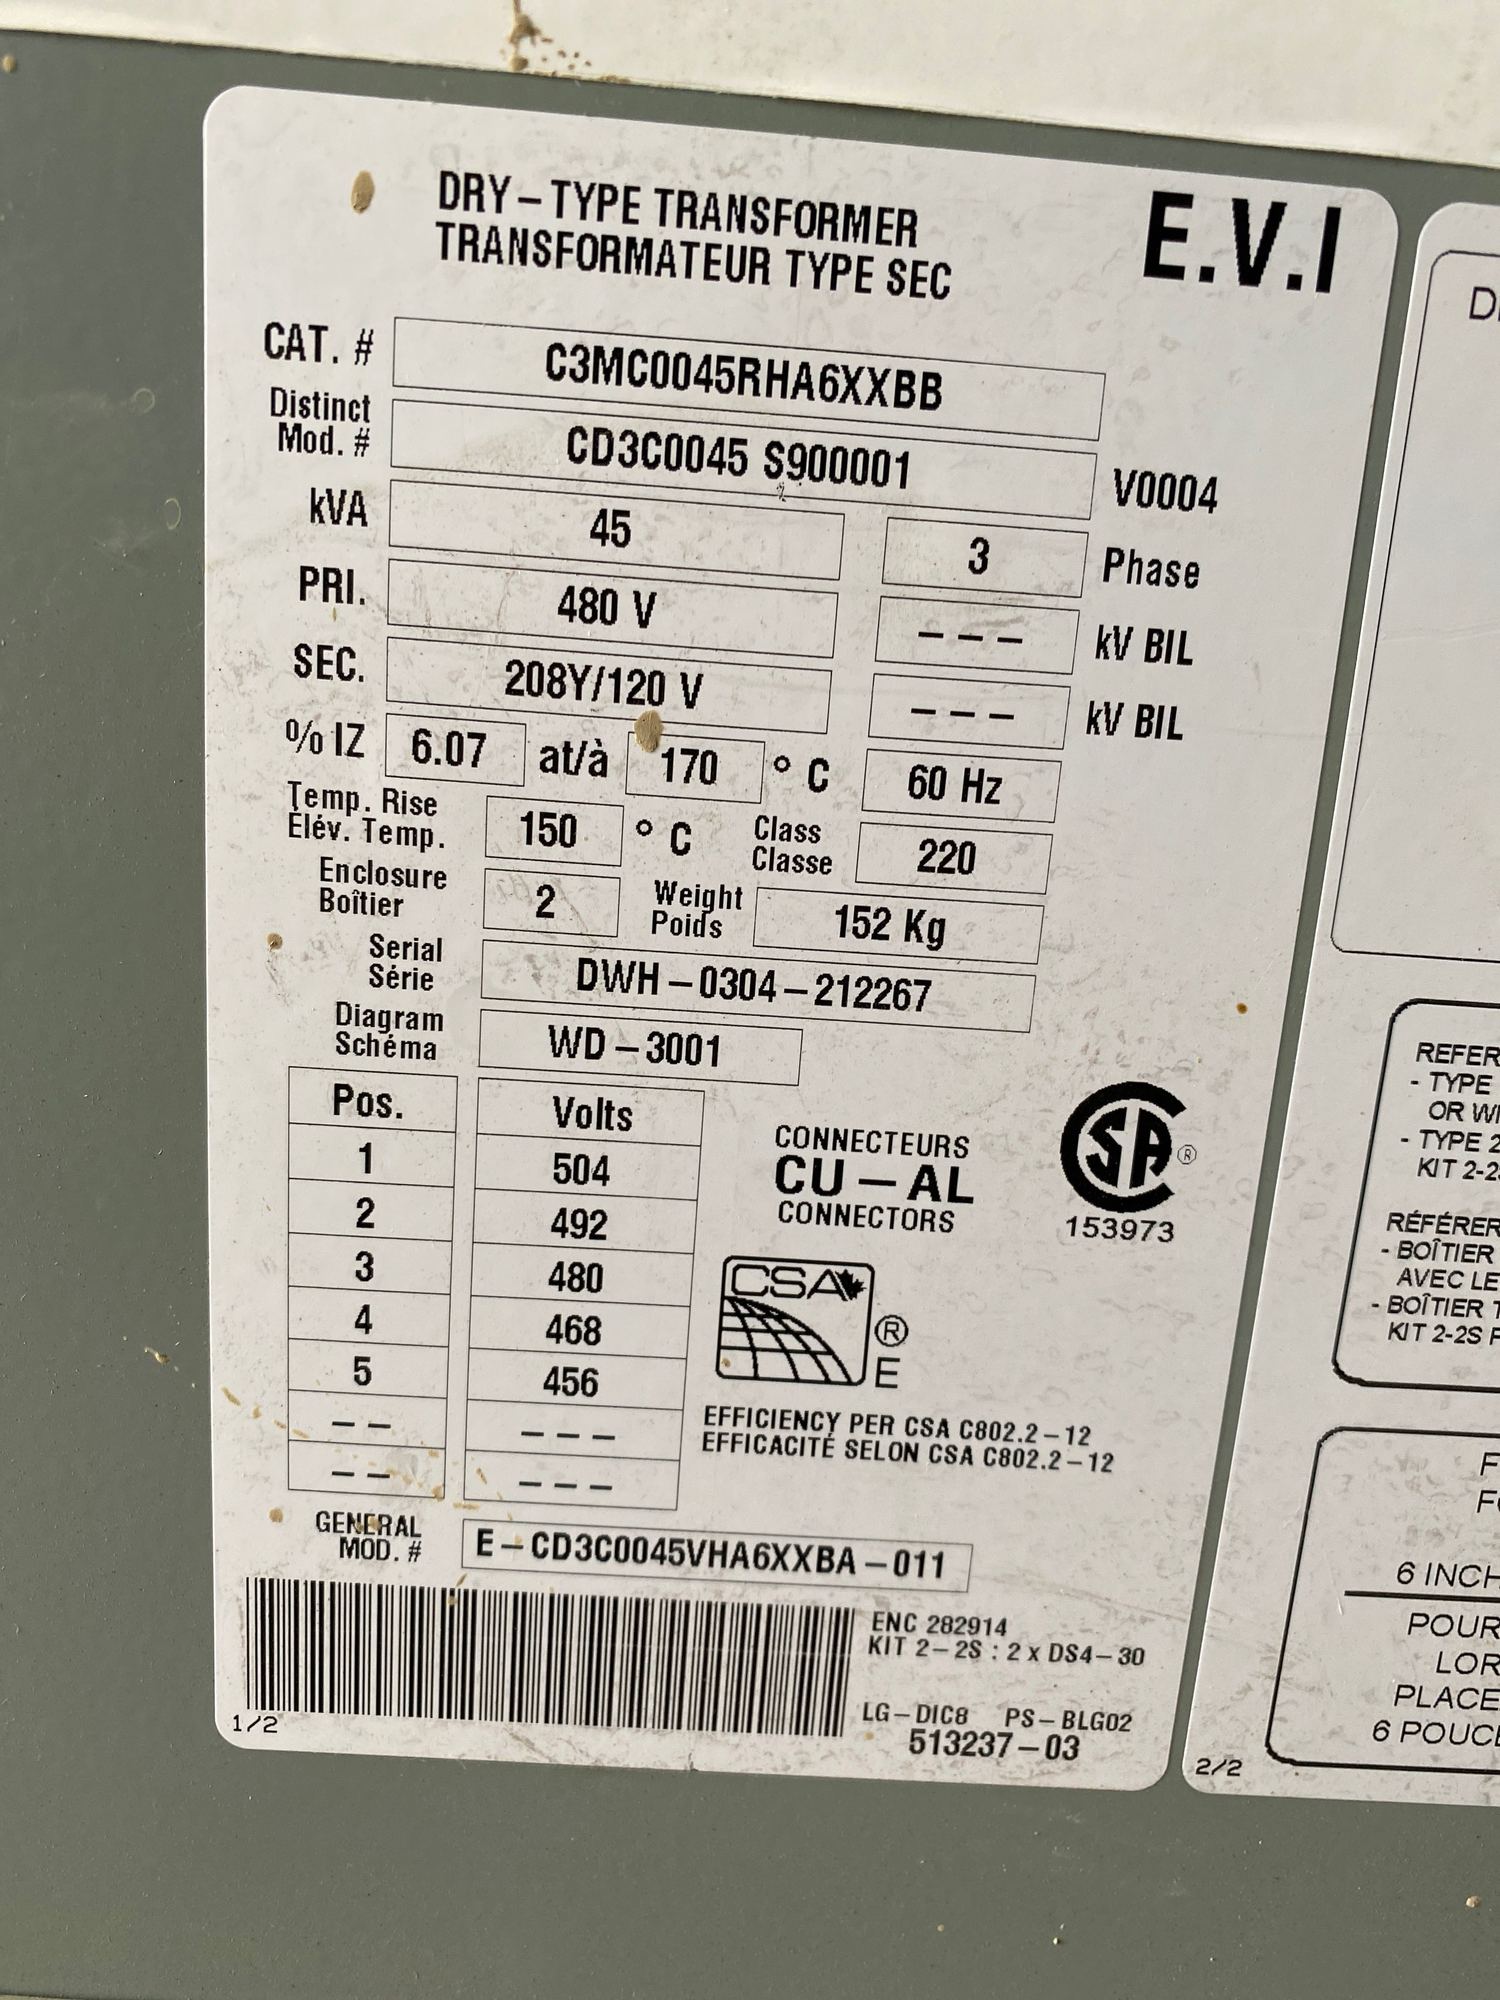 DRY-TYPE TRANSFORMER
TRANSFORMATEUR TYPE SEC
E.V.I
CAT. # C3MC0045RHA6XXBB
Distinct Mod. # CD3C0045 S900001 V0004
kVA 45 3 Phase
PRI. 480 V --- kV BIL
SEC. 208Y/120 V --- kV BIL
% IZ 6.07 at/à 170 ° C 60 Hz
Temp. Rise
Élév. Temp. 150 ° C Class
Classe 220
Enclosure
Boîtier 2 Weight
Poids 152 Kg
Serial
Série DWH-0304-212267
Diagram
Schéma WD-3001
Pos. Volts
1 504
2 492
3 480
4 468
5 456
-- ---
-- ---
CONNECTEURS
CU-AL
CONNECTORS
SA ®
153973
CSA ®
E
EFFICIENCY PER CSA C802.2-12
EFFICACITÉ SELON CSA C802.2-12
GENERAL
MOD. # E-CD3C0045VHA6XXBA-011
ENC 282914
KIT 2-2S : 2 x DS4-30
LG-DIC8 PS-BLG02
513237-03
1/2
REFER
- TYPE
OR
- TYPE 2
KIT 2-2S
RÉFÉRER
- BOÎTIER
AVEC LE
- BOÎTIER T
KIT 2-2S
6 INCH
POUR
LOR
PLACE
6 POUCE
2/2